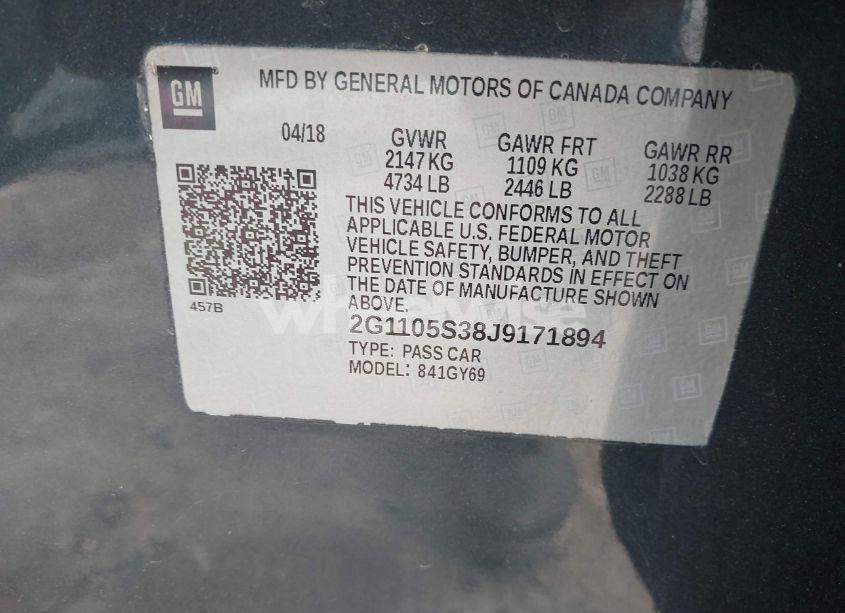 GM
MFD BY GENERAL MOTORS OF CANADA COMPANY
04/18
GVWR
2147 KG
4734 LB
GAWR FRT
1109 KG
2446 LB
GAWR RR
1038 KG
2288 LB
THIS VEHICLE CONFORMS TO ALL
APPLICABLE U.S. FEDERAL MOTOR
VEHICLE SAFETY, BUMPER, AND THEFT
PREVENTION STANDARDS IN EFFECT ON
THE DATE OF MANUFACTURE SHOWN
ABOVE.
457B
2G1105S38J9171894
TYPE: PASS CAR
MODEL: 841GY69